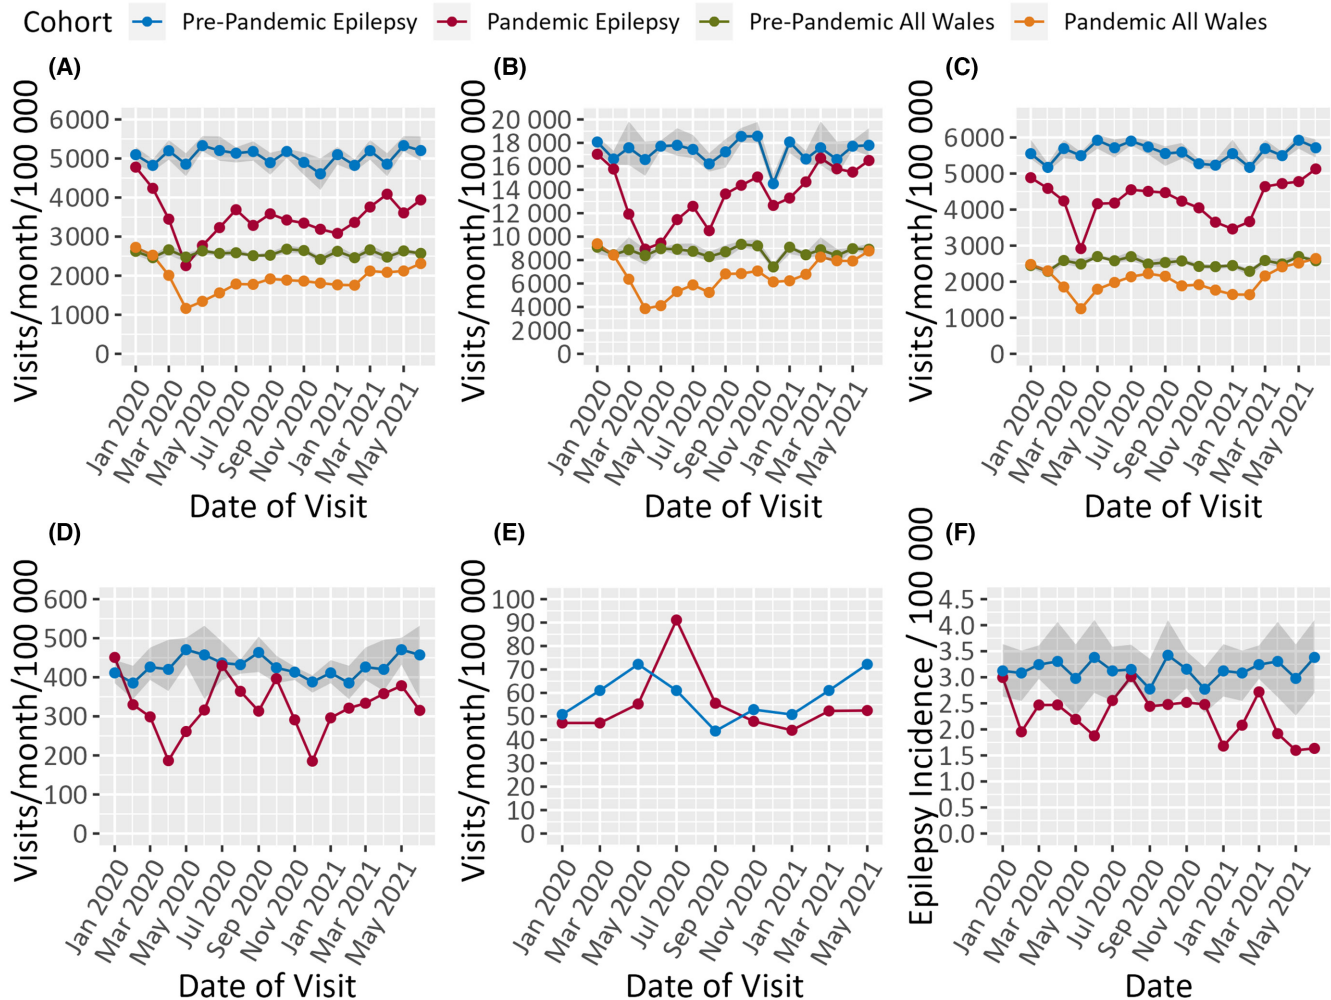 Cohort Pre-Pandemic Epilepsy Pandemic Epilepsy Pre-Pandemic All Wales Pandemic All Wales
(A)
Visits/month/100 000
6000
5000
4000
3000
2000
1000
0
Jan 2020
Mar 2020
May 2020
Jul 2020
Sep 2020
Nov 2020
Jan 2021
Mar 2021
May 2021
Date of Visit
(B)
Visits/month/100 000
20 000
18 000
16 000
14 000
12 000
10 000
8 000
6 000
4 000
2 000
0
Jan 2020
Mar 2020
May 2020
Jul 2020
Sep 2020
Nov 2020
Jan 2021
Mar 2021
May 2021
Date of Visit
(C)
Visits/month/100 000
6000
5000
4000
3000
2000
1000
0
Jan 2020
Mar 2020
May 2020
Jul 2020
Sep 2020
Nov 2020
Jan 2021
Mar 2021
May 2021
Date of Visit
(D)
Visits/month/100 000
600
500
400
300
200
100
0
Jan 2020
Mar 2020
May 2020
Jul 2020
Sep 2020
Nov 2020
Jan 2021
Mar 2021
May 2021
Date of Visit
(E)
Visits/month/100 000
100
90
80
70
60
50
40
30
20
10
0
Jan 2020
Mar 2020
May 2020
Jul 2020
Sep 2020
Nov 2020
Jan 2021
Mar 2021
May 2021
Date of Visit
(F)
Epilepsy Incidence / 100 000
4.5
4.0
3.5
3.0
2.5
2.0
1.5
1.0
0.5
0.0
Jan 2020
Mar 2020
May 2020
Jul 2020
Sep 2020
Nov 2020
Jan 2021
Mar 2021
May 2021
Date